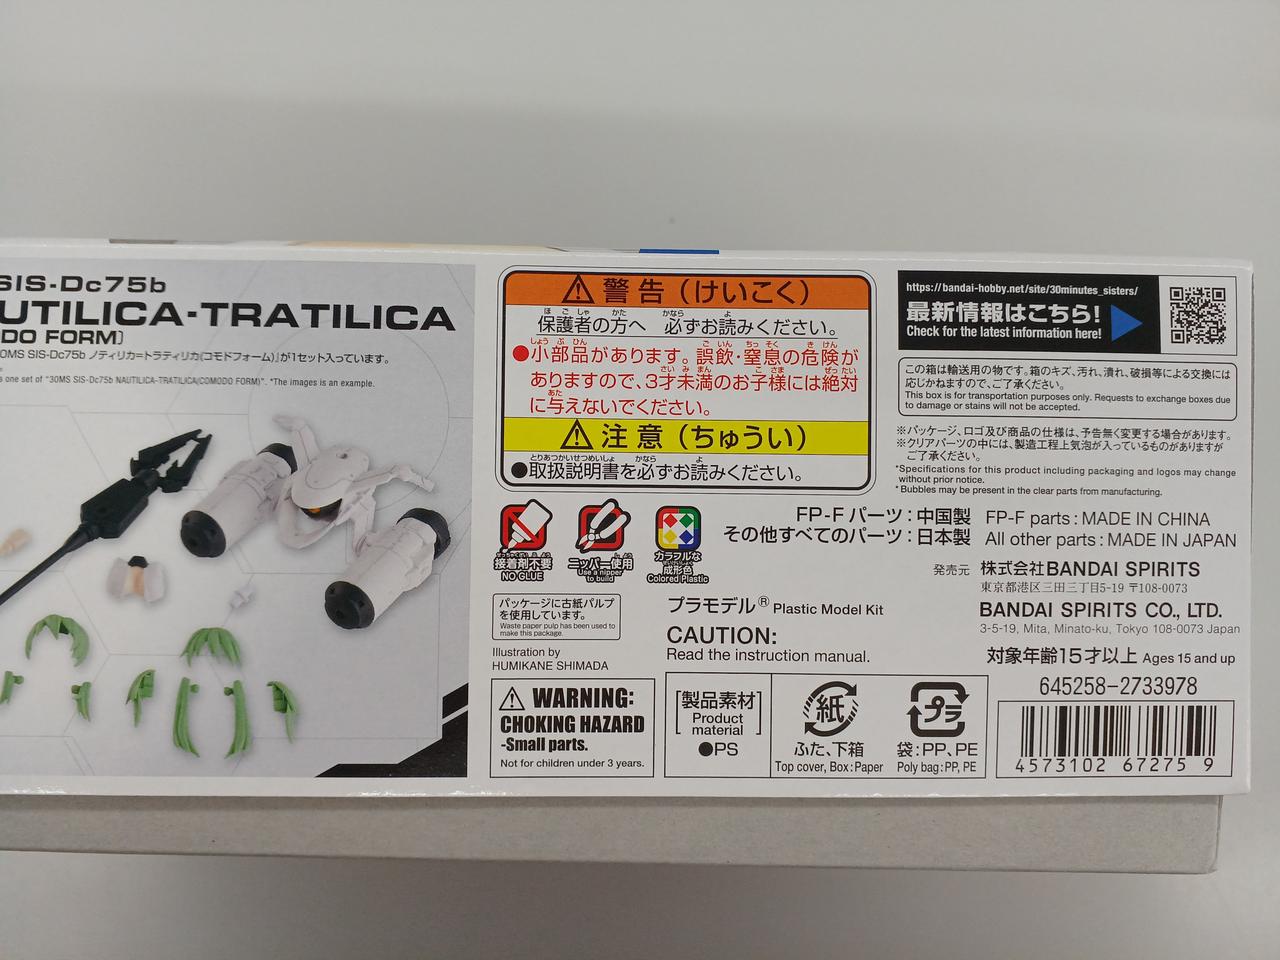 SIS-Dc75b
UTILICA-TRATILICA
DO FORM)
30MS SIS-Dc75b ノティリカ=トラティリカ(コモドフォーム)」が1セット入っています。
s one set of "30MS SIS-Dc75b NAUTILICA-TRATILICA(COMODO FORM)". *The images is an example.
警告（けいこく）
保護者の方へ 必ずお読みください。
●小部品があります。誤飲・窒息の危険が
ありますので、3才未満のお子様には絶対
に与えないでください。
注意（ちゅうい）
●取扱説明書を必ずお読みください。
接着剤不要
NO GLUE
ニッパー使用
Use a nipper
to build
カラフルな
成形色
Colored Plastic
パッケージに古紙パルプ
を使用しています。
Waste paper pulp has been used to
make this package.
Illustration by
HUMIKANE SHIMADA
WARNING:
CHOKING HAZARD
-Small parts.
Not for children under 3 years.
https://bandai-hobby.net/site/30minutes_sisters/
最新情報はこちら!
Check for the latest information here!
この箱は輸送用の物です。箱のキズ、汚れ、潰れ、破損等による交換には
応じかねますので、ご了承ください。
This box is for transportation purposes only. Requests to exchange boxes due
to damage or stains will not be accepted.
※パッケージ、ロゴ及び商品の仕様は、予告無く変更する場合があります。
※クリアパーツの中には、製造工程上気泡が入っているものがありますが
ご了承ください。
*Specifications for this product including packaging and logos may change
without prior notice.
*Bubbles may be present in the clear parts from manufacturing.
FP-F パーツ：中国製 FP-F parts : MADE IN CHINA
その他すべてのパーツ：日本製 All other parts : MADE IN JAPAN
発売元 株式会社BANDAI SPIRITS
東京都港区三田三丁目5-19 〒108-0073
BANDAI SPIRITS CO., LTD.
3-5-19, Mita, Minato-ku, Tokyo 108-0073 Japan
プラモデル® Plastic Model Kit
CAUTION:
Read the instruction manual.
対象年齢15才以上 Ages 15 and up
[製品素材]
Product
material
●PS
紙
ふた、下箱
Top cover, Box : Paper
プラ
袋：PP、PE
Poly bag : PP, PE
645258-2733978
4573102 67275 9